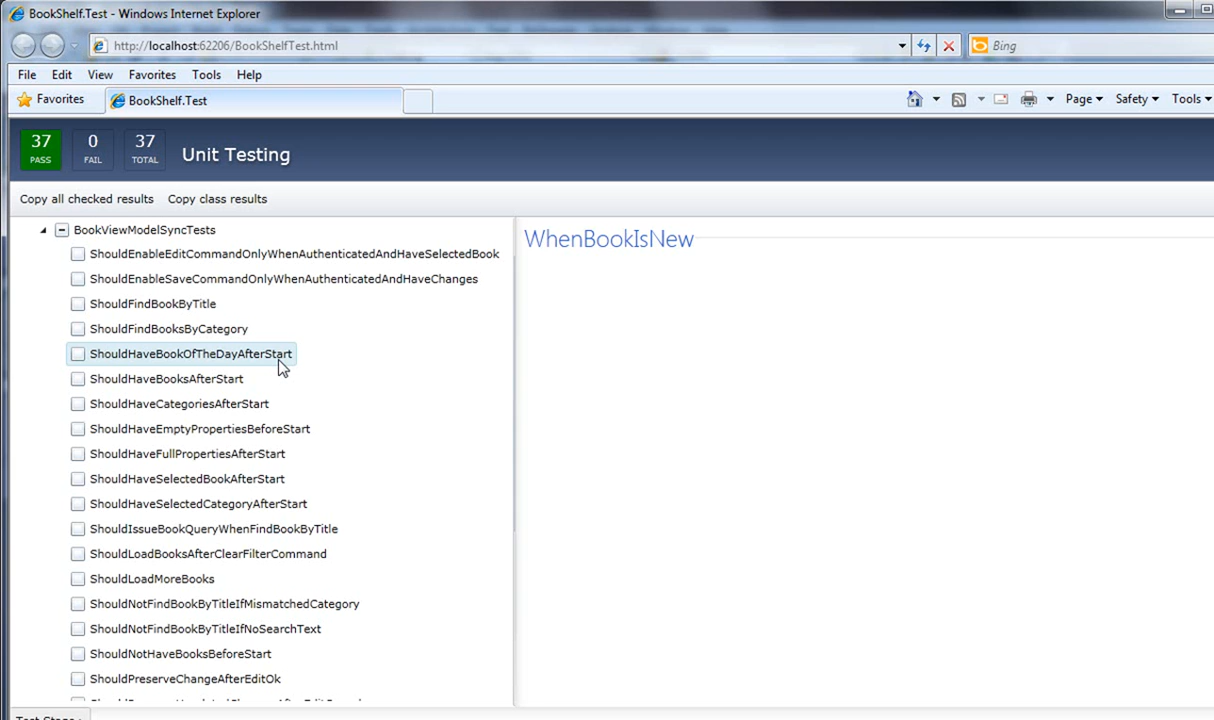 BookShelf.Test - Windows Internet Explorer
http://localhost:62206/BookShelfTest.html
Bing
File Edit View Favorites Tools Help
Favorites BookShelf.Test Page Safety Tools
37 PASS 0 FAIL 37 TOTAL Unit Testing
Copy all checked results Copy class results
BookViewModelSyncTests
ShouldEnableEditCommandOnlyWhenAuthenticatedAndHaveSelectedBook
ShouldEnableSaveCommandOnlyWhenAuthenticatedAndHaveChanges
ShouldFindBookByTitle
ShouldFindBooksByCategory
ShouldHaveBookOfTheDayAfterStart
ShouldHaveBooksAfterStart
ShouldHaveCategoriesAfterStart
ShouldHaveEmptyPropertiesBeforeStart
ShouldHaveFullPropertiesAfterStart
ShouldHaveSelectedBookAfterStart
ShouldHaveSelectedCategoryAfterStart
ShouldIssueBookQueryWhenFindBookByTitle
ShouldLoadBooksAfterClearFilterCommand
ShouldLoadMoreBooks
ShouldNotFindBookByTitleIfMismatchedCategory
ShouldNotFindBookByTitleIfNoSearchText
ShouldNotHaveBooksBeforeStart
ShouldPreserveChangeAfterEditOk
WhenBookIsNew
Test Stage